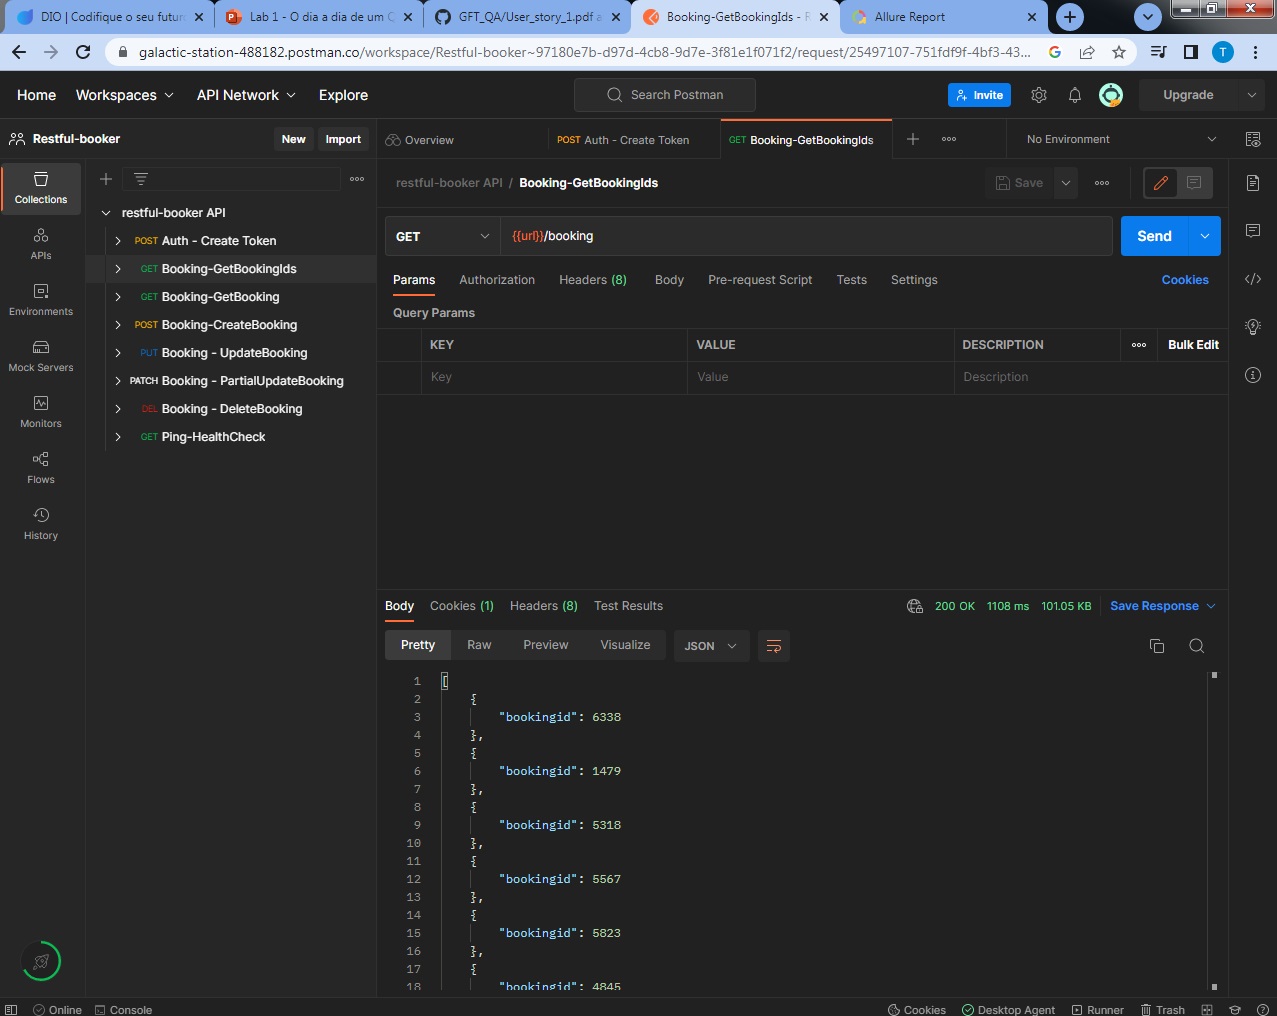 DIO | Codifique o seu futuro
Lab 1 - O dia a dia de um Q
GFT_QA/User_story_1.pdf a
Booking-GetBookingIds - R
Allure Report
galactic-station-488182.postman.co/workspace/Restful-booker~97180e7b-d97d-4cb8-9d7e-3f81e1f071f2/request/25497107-751fdf9f-4bf3-43...
T
Home Workspaces API Network Explore
Search Postman
Invite
Upgrade
Restful-booker
New
Import
Overview
POST Auth - Create Token
GET Booking-GetBookingIds
No Environment
Collections
APIs
Environments
Mock Servers
Monitors
Flows
History
restful-booker API
POST Auth - Create Token
GET Booking-GetBookingIds
GET Booking-GetBooking
POST Booking-CreateBooking
PUT Booking - UpdateBooking
PATCH Booking - PartialUpdateBooking
DEL Booking - DeleteBooking
GET Ping-HealthCheck
restful-booker API / Booking-GetBookingIds
Save
GET
{{url}}/booking
Send
Params Authorization Headers (8) Body Pre-request Script Tests Settings Cookies
Query Params
KEY VALUE DESCRIPTION Bulk Edit
Key Value Description
Body Cookies (1) Headers (8) Test Results
200 OK 1108 ms 101.05 KB Save Response
Pretty Raw Preview Visualize JSON
1 [
2 {
3 "bookingid": 6338
4 },
5 {
6 "bookingid": 1479
7 },
8 {
9 "bookingid": 5318
10 },
11 {
12 "bookingid": 5567
13 },
14 {
15 "bookingid": 5823
16 },
17 {
18 "bookingid": 4845
Online Console
Cookies Desktop Agent Runner Trash